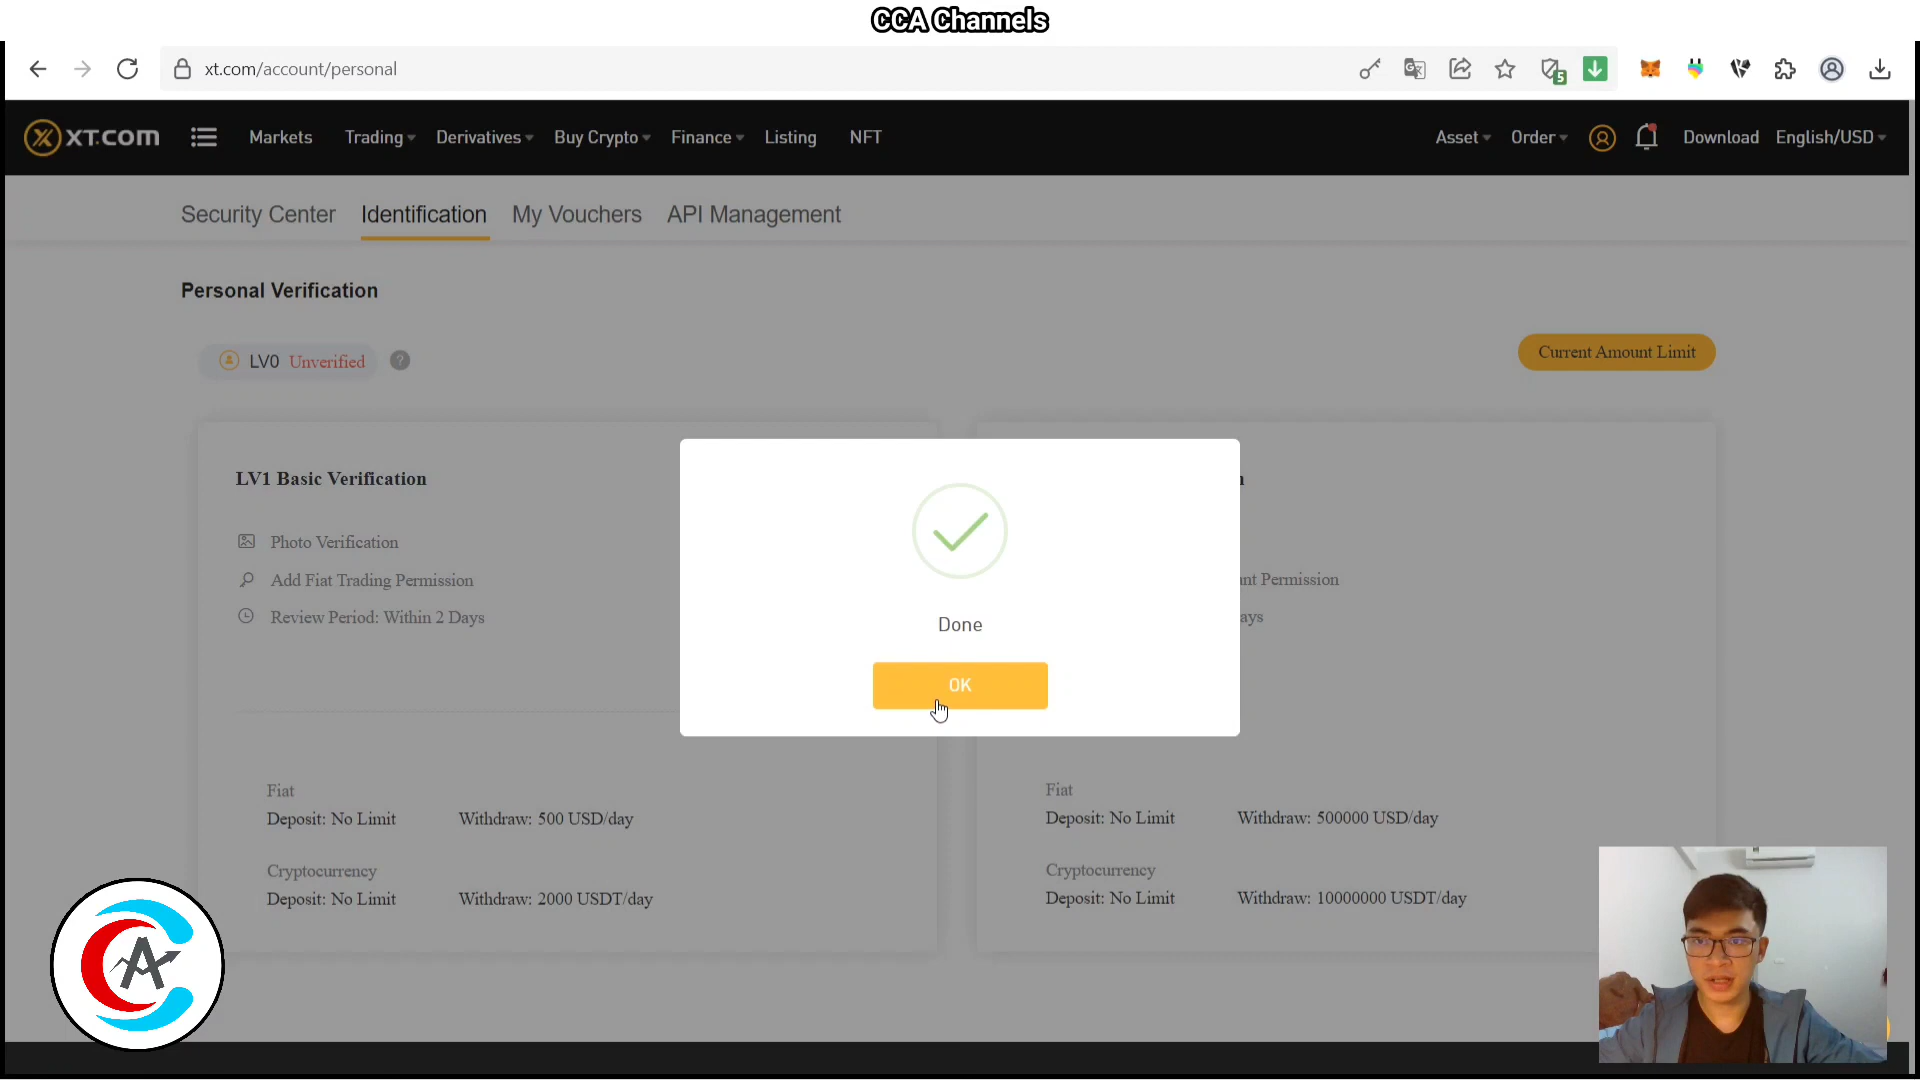 CCA Channels
xt.com/account/personal
5
XT.COM
Markets
Trading
Derivatives
Buy Crypto
Finance
Listing
NFT
Asset
Order
Download
English/USD
Security Center
Identification
My Vouchers
API Management
Personal Verification
LV0 Unverified
?
Current Amount Limit
LV1 Basic Verification
Photo Verification
Add Fiat Trading Permission
Review Period: Within 2 Days
Done
OK
Permission
Fiat
Deposit: No Limit
Withdraw: 500 USD/day
Cryptocurrency
Deposit: No Limit
Withdraw: 2000 USDT/day
Fiat
Deposit: No Limit
Withdraw: 500000 USD/day
Cryptocurrency
Deposit: No Limit
Withdraw: 10000000 USDT/day
CA